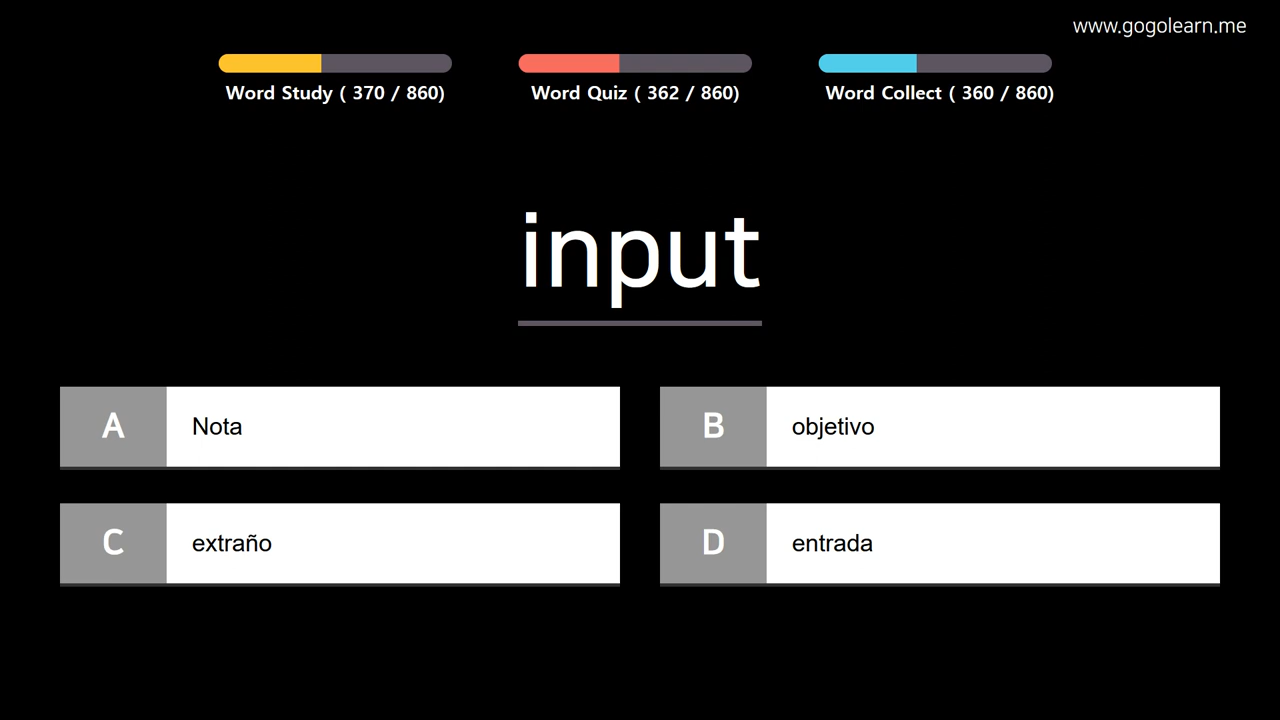 www.gogolearn.me
Word Study ( 370 / 860)
Word Quiz ( 362 / 860)
Word Collect ( 360 / 860)
input
A Nota
B objetivo
C extraño
D entrada